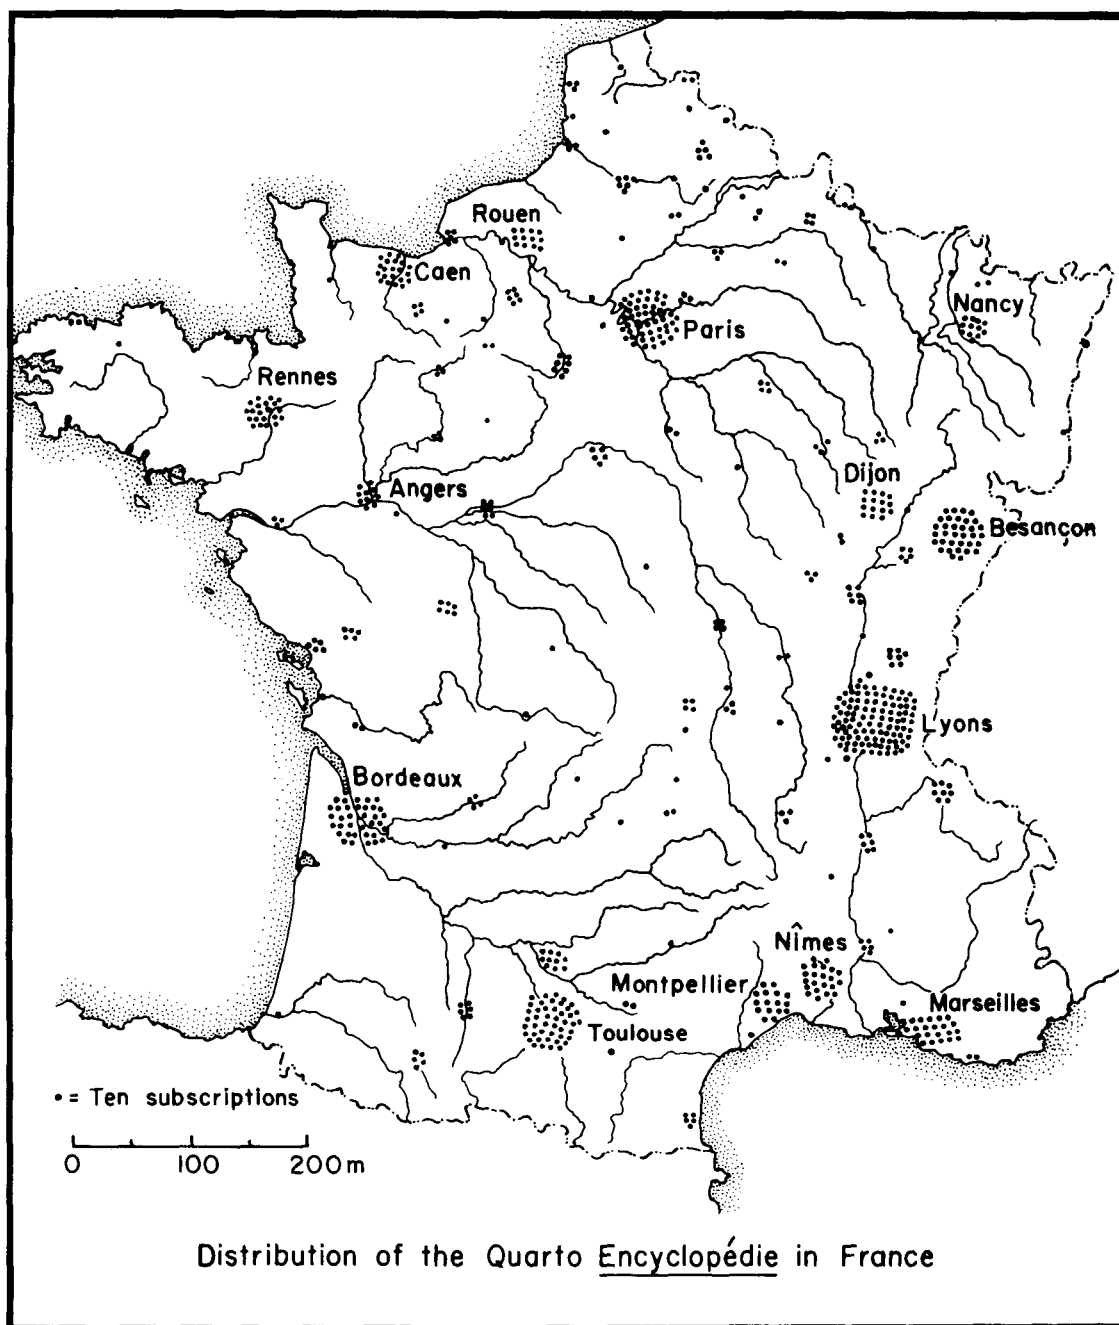 Rouen
Caen
Nancy
Paris
Rennes
Dijon
Angers
Besançon
Lyons
Bordeaux
Nîmes
Montpellier
Marseilles
Toulouse
• = Ten subscriptions
0 100 200m
Distribution of the Quarto Encyclopédie in France